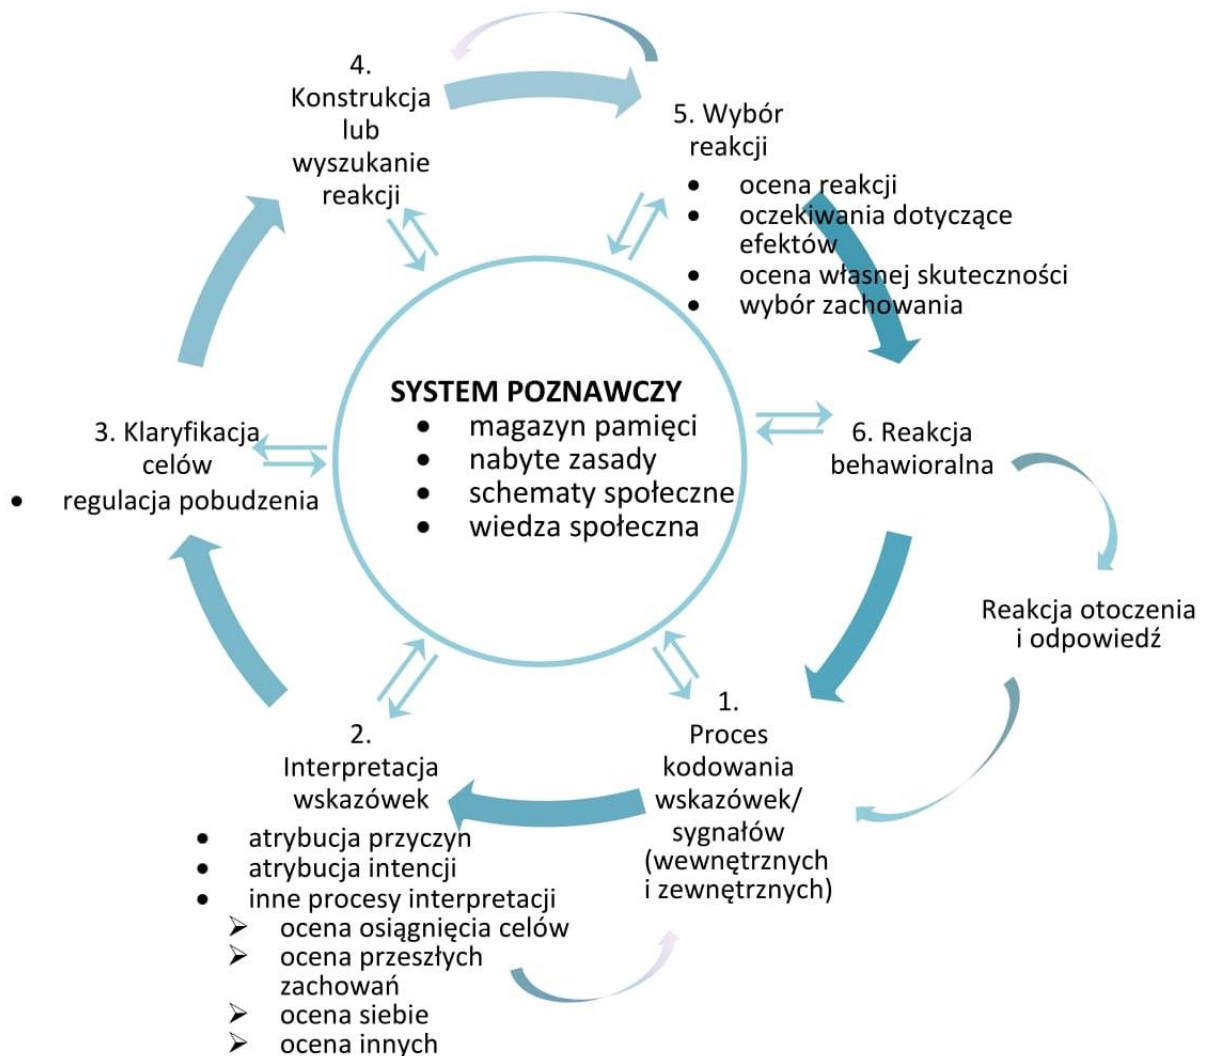 4.
Konstrukcja
lub
wyszukanie
reakcji
5. Wybór
reakcji
• ocena reakcji
• oczekiwania dotyczące
efektów
• ocena własnej skuteczności
• wybór zachowania
SYSTEM POZNAWCZY
• magazyn pamięci
• nabyte zasady
• schematy społeczne
• wiedza społeczna
3. Klaryfikacja
celów
• regulacja pobudzenia
6. Reakcja
behawioralna
Reakcja otoczenia
i odpowiedź
1.
Proces
kodowania
wskazówek/
sygnałów
(wewnętrznych
i zewnętrznych)
2.
Interpretacja
wskazówek
• atrybucja przyczyn
• atrybucja intencji
• inne procesy interpretacji
➢ ocena osiągnięcia celów
➢ ocena przeszłych
zachowań
➢ ocena siebie
➢ ocena innych